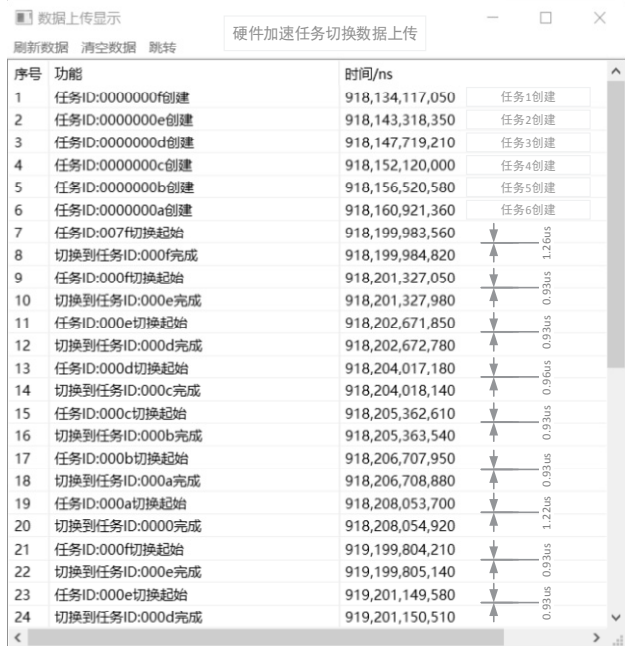 数据上传显示
硬件加速任务切换数据上传
刷新数据 清空数据 跳转
序号 功能 时间/ns
1 任务ID:0000000f创建 918,134,117,050 任务1创建
2 任务ID:0000000e创建 918,143,318,350 任务2创建
3 任务ID:0000000d创建 918,147,719,210 任务3创建
4 任务ID:0000000c创建 918,152,120,000 任务4创建
5 任务ID:0000000b创建 918,156,520,580 任务5创建
6 任务ID:0000000a创建 918,160,921,360 任务6创建
7 任务ID:007f切换起始 918,199,983,560
8 切换到任务ID:000f完成 918,199,984,820 1.26us
9 任务ID:000f切换起始 918,201,327,050
10 切换到任务ID:000e完成 918,201,327,980 0.93us
11 任务ID:000e切换起始 918,202,671,850
12 切换到任务ID:000d完成 918,202,672,780 0.93us
13 任务ID:000d切换起始 918,204,017,180
14 切换到任务ID:000c完成 918,204,018,140 0.96us
15 任务ID:000c切换起始 918,205,362,610
16 切换到任务ID:000b完成 918,205,363,540 0.93us
17 任务ID:000b切换起始 918,206,707,950
18 切换到任务ID:000a完成 918,206,708,880 0.93us
19 任务ID:000a切换起始 918,208,053,700
20 切换到任务ID:0000完成 918,208,054,920 1.22us
21 任务ID:000f切换起始 919,199,804,210
22 切换到任务ID:000e完成 919,199,805,140 0.93us
23 任务ID:000e切换起始 919,201,149,580
24 切换到任务ID:000d完成 919,201,150,510 0.93us